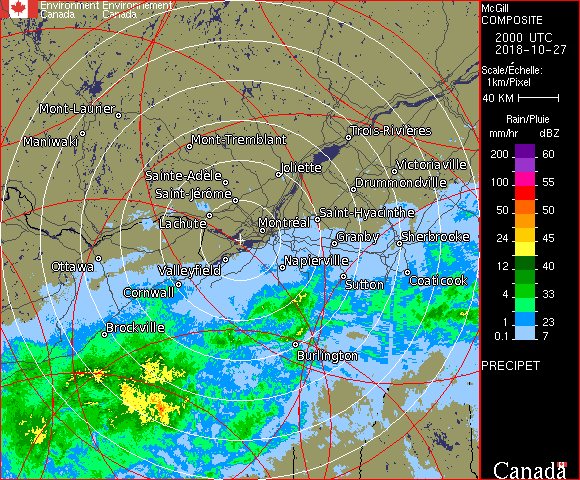 Environment Environnement
Canada Canada
McGill
COMPOSITE
2000 UTC
2018-10-27
Scale/Échelle:
1km/Pixel
40 KM
Rain/Pluie
mm/hr dBZ
200 60
150 57
100 55
50 50
24 45
12 40
4 33
1 23
0.1 7
PRECIPET
Canada
Mont-Laurier
Maniwaki
Mont-Tremblant
Trois-Rivières
Joliette
Victoriaville
Sainte-Adèle
Drummondville
Saint-Jérôme
Saint-Hyacinthe
Lachute
Montréal
Granby
Sherbrooke
Ottawa
Valleyfield
Napierville
Coaticook
Sutton
Cornwall
Brockville
Burlington